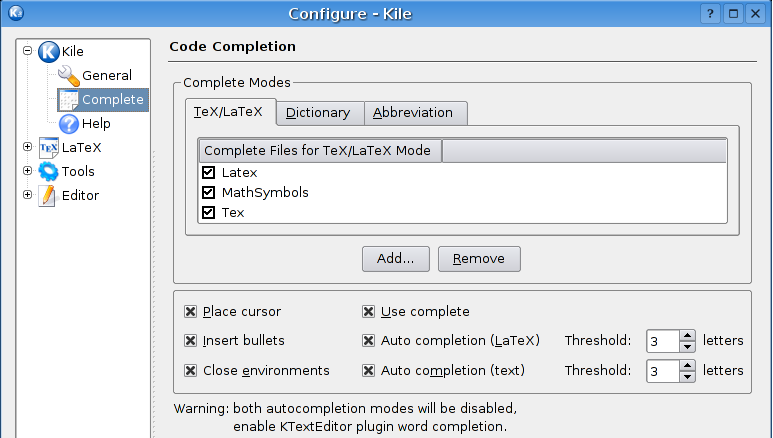 Configure - Kile
Kile
General
Complete
Help
LaTeX
Tools
Editor
Code Completion
Complete Modes
TeX/LaTeX Dictionary Abbreviation
Complete Files for TeX/LaTeX Mode
Latex
MathSymbols
Tex
Add... Remove
Place cursor Use complete
Insert bullets Auto completion (LaTeX) Threshold: 3 letters
Close environments Auto completion (text) Threshold: 3 letters
Warning: both autocompletion modes will be disabled,
enable KTextEditor plugin word completion.